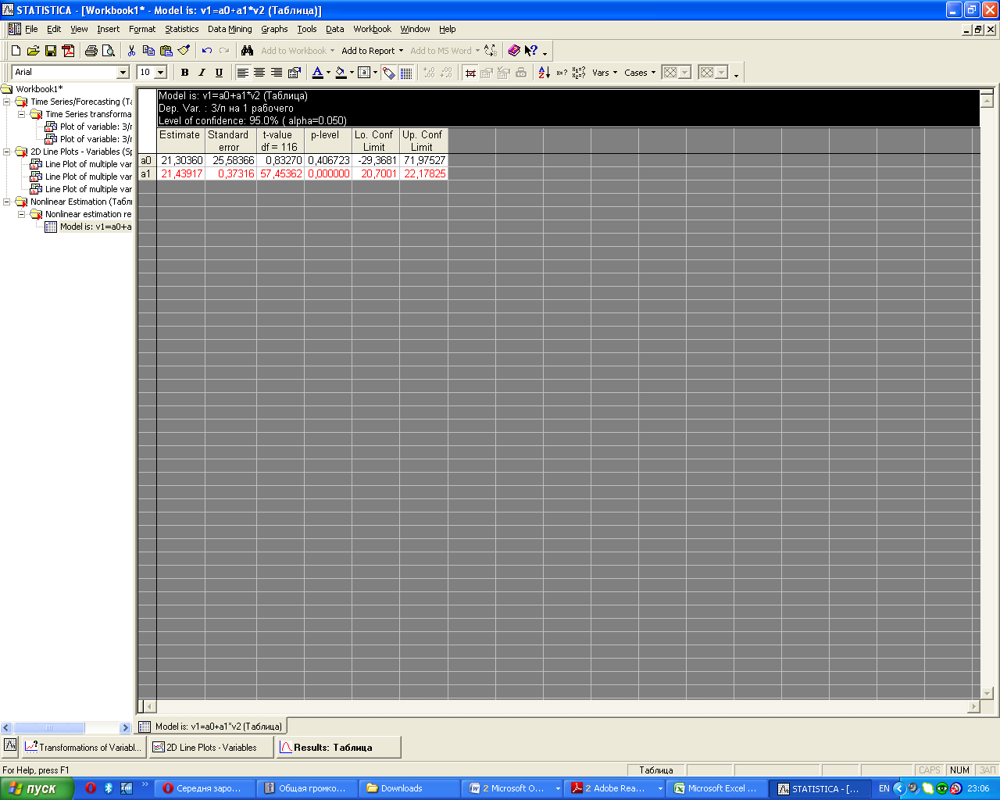 STATISTICA - [Workbook1* - Model is: v1=a0+a1*v2 (Таблица)]
File Edit View Insert Format Statistics Data Mining Graphs Tools Data Workbook Window Help
Add to Workbook Add to Report Add to MS Word
Arial 10 B I U Vars Cases
Workbook1*
Time Series/Forecasting (Та
Time Series transforma
Plot of variable: З/п
Plot of variable: З/п
2D Line Plots - Variables (Sp
Line Plot of multiple var
Line Plot of multiple var
Line Plot of multiple var
Nonlinear Estimation (Табли
Nonlinear estimation re
Model is: v1=a0+a
Model is: v1=a0+a1*v2 (Таблица)
Dep. Var. : З/п на 1 рабочего
Level of confidence: 95.0% ( alpha=0.050)
Estimate Standard t-value p-level Lo. Conf Up. Conf
error df = 116 Limit Limit
a0 21,30360 25,58366 0,83270 0,406723 -29,3681 71,97527
a1 21,43917 0,37316 57,45362 0,000000 20,7001 22,17825
Model is: v1=a0+a1*v2 (Таблица)
Transformations of Variabl... 2D Line Plots - Variables Results: Таблица
For Help, press F1 Таблица CAPS NUM ЗАП
пуск Середня заро... Общая громко... Downloads 2 Microsoft O... 2 Adobe Rea... Microsoft Excel ... STATISTICA - [... EN 23:06